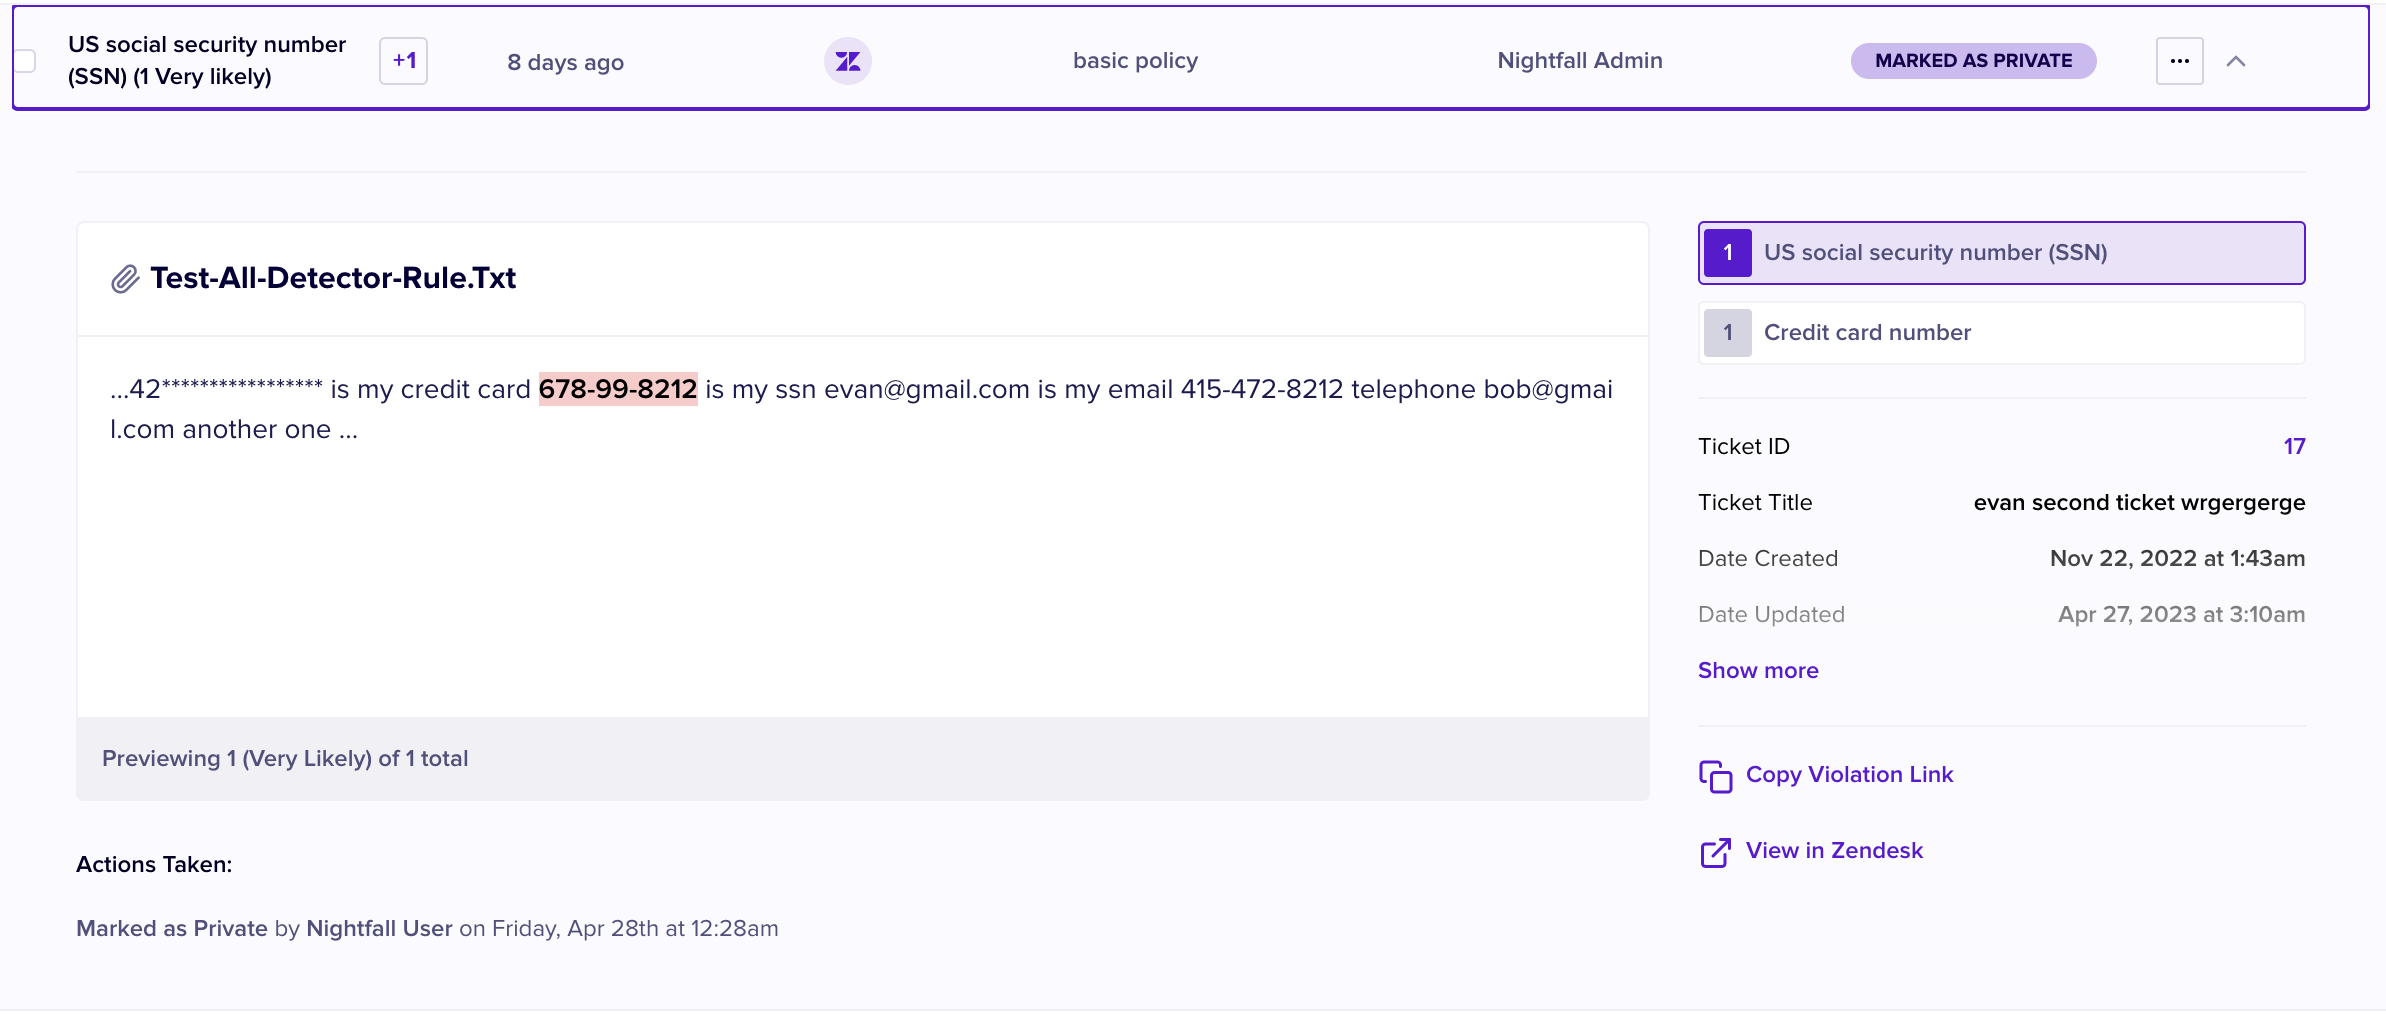 US social security number
(SSN) (1 Very likely)
+1
8 days ago
basic policy
Nightfall Admin
MARKED AS PRIVATE
Test-All-Detector-Rule.Txt
...42***************** is my credit card 678-99-8212 is my ssn evan@gmail.com is my email 415-472-8212 telephone bob@gmai
l.com another one ...
Previewing 1 (Very Likely) of 1 total
Actions Taken:
Marked as Private by Nightfall User on Friday, Apr 28th at 12:28am
1 US social security number (SSN)
1 Credit card number
Ticket ID 17
Ticket Title evan second ticket wrgergerge
Date Created Nov 22, 2022 at 1:43am
Date Updated Apr 27, 2023 at 3:10am
Show more
Copy Violation Link
View in Zendesk